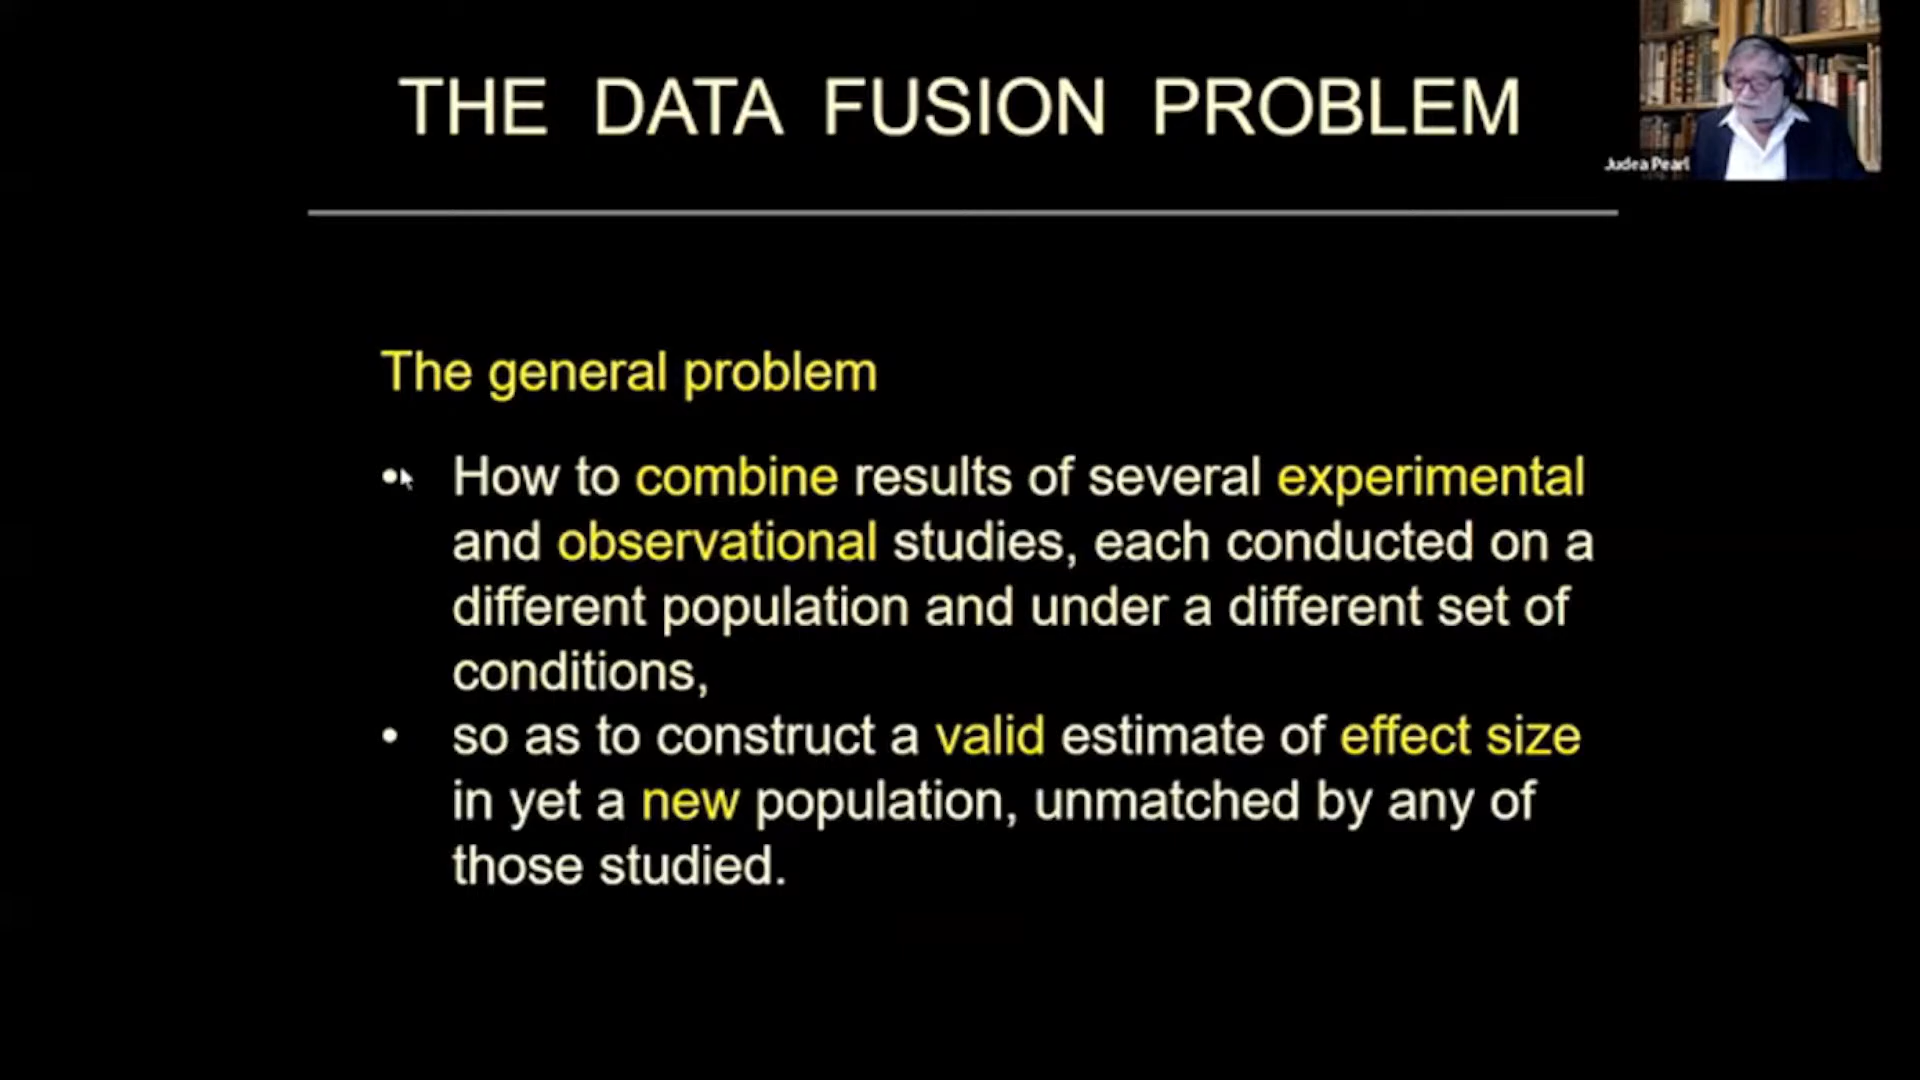 THE DATA FUSION PROBLEM
Judea Pearl
The general problem
• How to combine results of several experimental
and observational studies, each conducted on a
different population and under a different set of
conditions,
• so as to construct a valid estimate of effect size
in yet a new population, unmatched by any of
those studied.